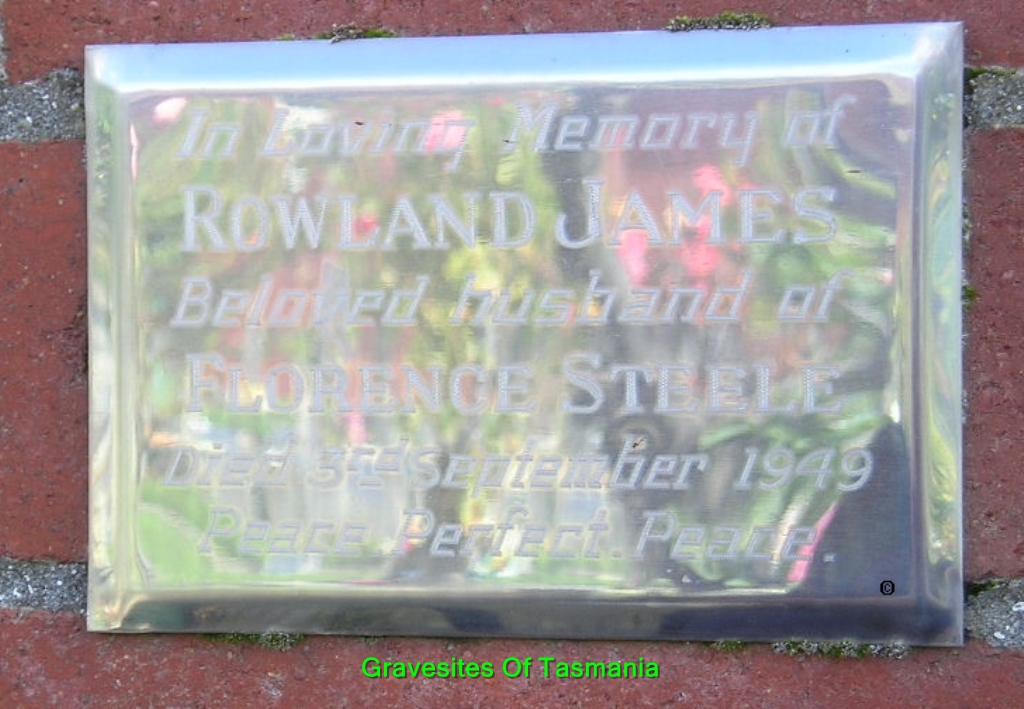 In Loving Memory of
ROWLAND JAMES
Beloved husband of
FLORENCE STEELE
Died 3rd September 1949
Peace. Perfect. Peace.
©
Gravesites Of Tasmania